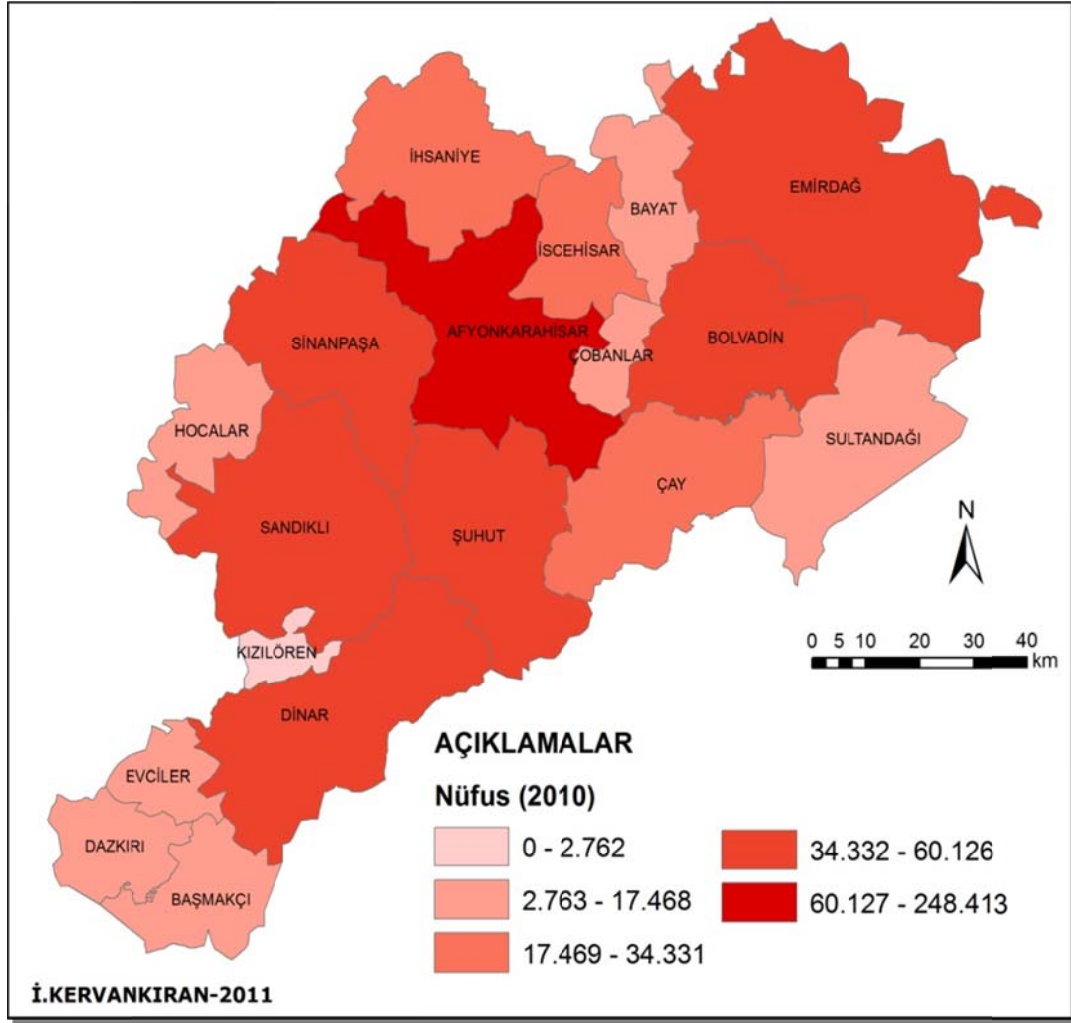 İHSANİYE
EMİRDAĞ
BAYAT
İSCEHİSAR
AFYONKARAHİSAR
SİNANPAŞA
BOLVADİN
ÇOBANLAR
HOCALAR
SULTANDAĞI
ÇAY
SANDIKLI
ŞUHUT
KIZILÖREN
DİNAR
EVCİLER
DAZKIRI
BAŞMAKÇI
N
0 5 10 20 30 40
km
AÇIKLAMALAR
Nüfus (2010)
0 - 2.762
2.763 - 17.468
17.469 - 34.331
34.332 - 60.126
60.127 - 248.413
İ.KERVANKIRAN-2011